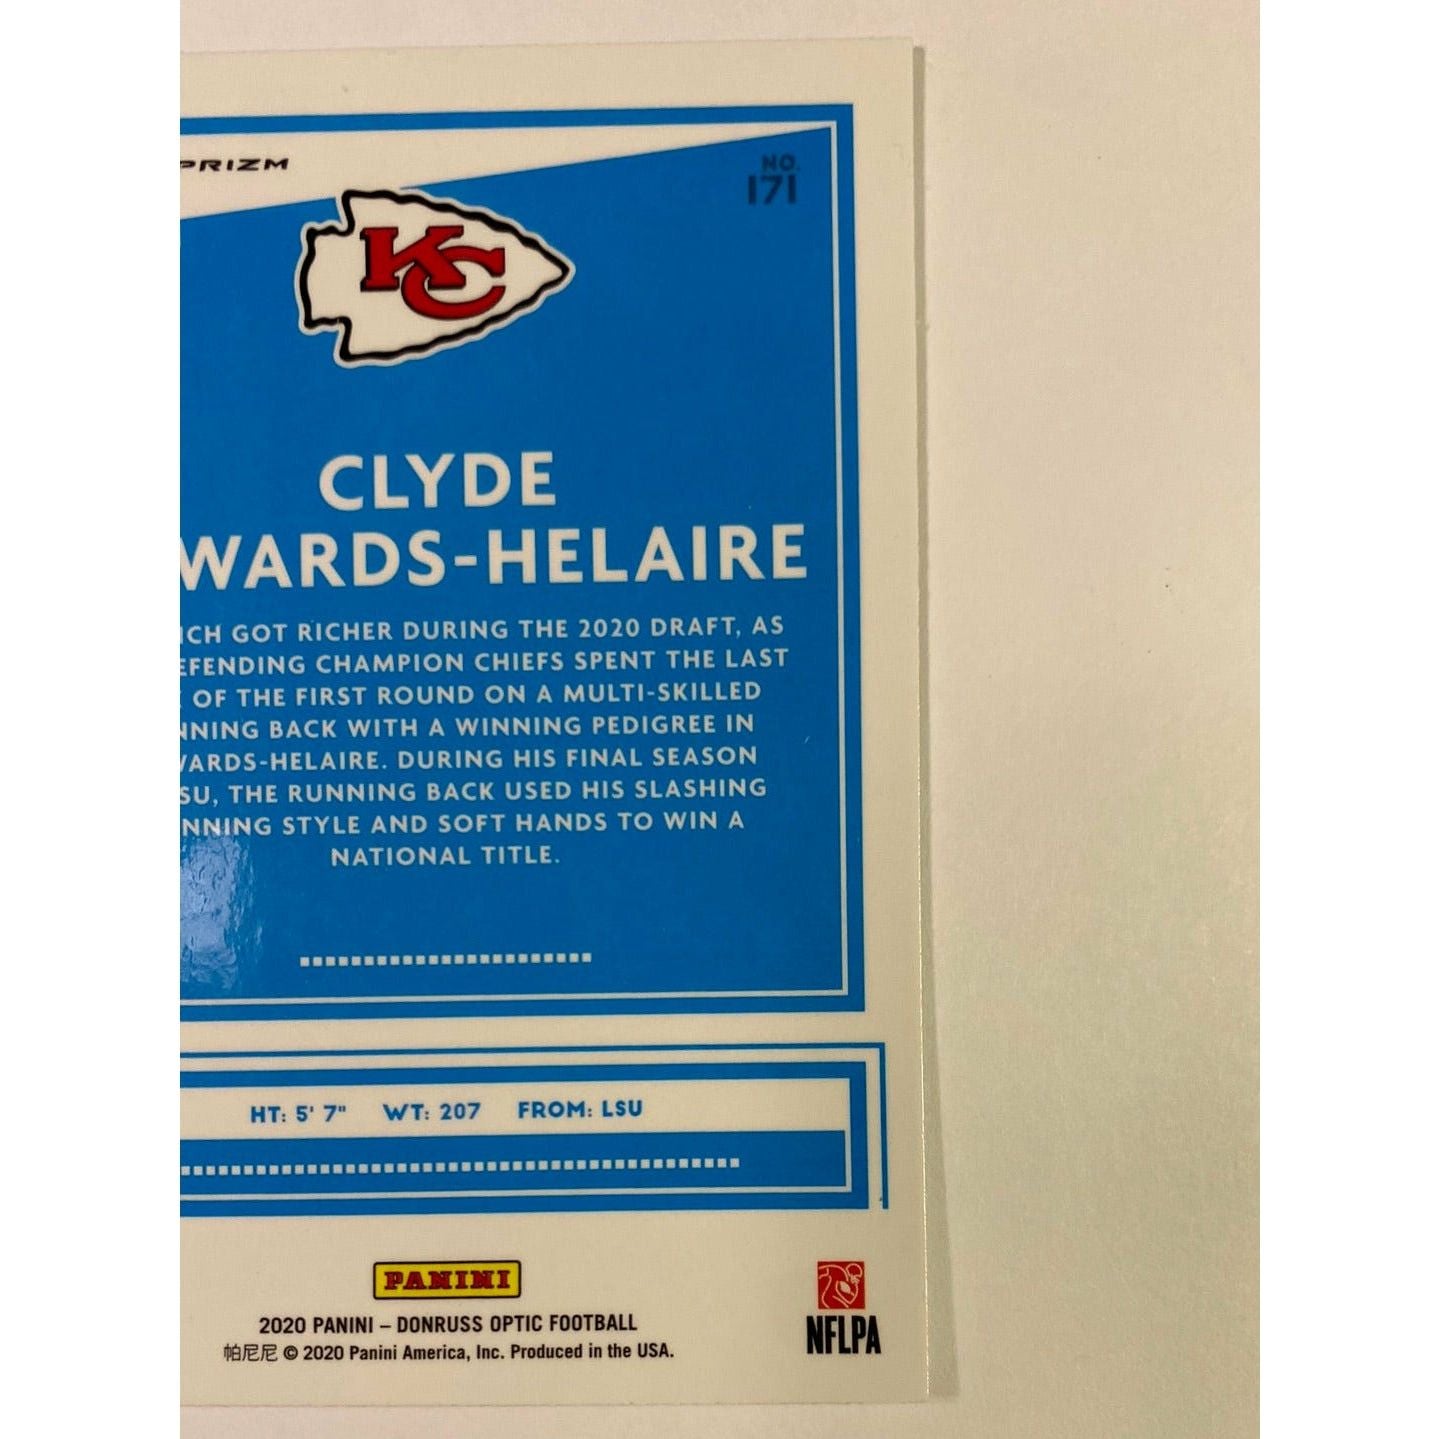 PRIZM
NO.
171
KC
CLYDE
WARDS-HELAIRE
ICH GOT RICHER DURING THE 2020 DRAFT, AS
EFENDING CHAMPION CHIEFS SPENT THE LAST
OF THE FIRST ROUND ON A MULTI-SKILLED
NNING BACK WITH A WINNING PEDIGREE IN
WARDS-HELAIRE. DURING HIS FINAL SEASON
SU, THE RUNNING BACK USED HIS SLASHING
NNING STYLE AND SOFT HANDS TO WIN A
NATIONAL TITLE.
HT: 5' 7" WT: 207 FROM: LSU
PANINI
2020 PANINI – DONRUSS OPTIC FOOTBALL
帕尼尼 © 2020 Panini America, Inc. Produced in the USA.
NFLPA